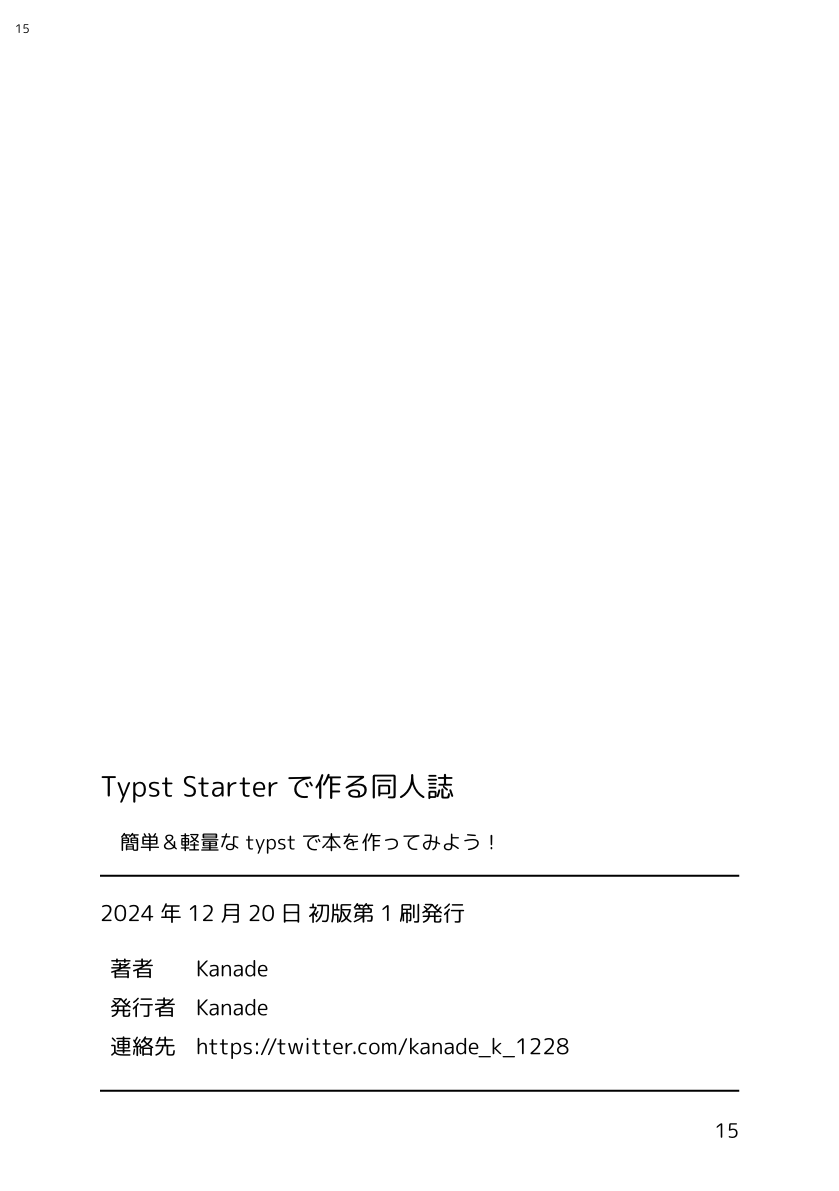 15
Typst Starter で作る同人誌
簡単＆軽量な typst で本を作ってみよう！
2024 年 12 月 20 日 初版第 1 刷発行
著者 Kanade
発行者 Kanade
連絡先 https://twitter.com/kanade_k_1228
15